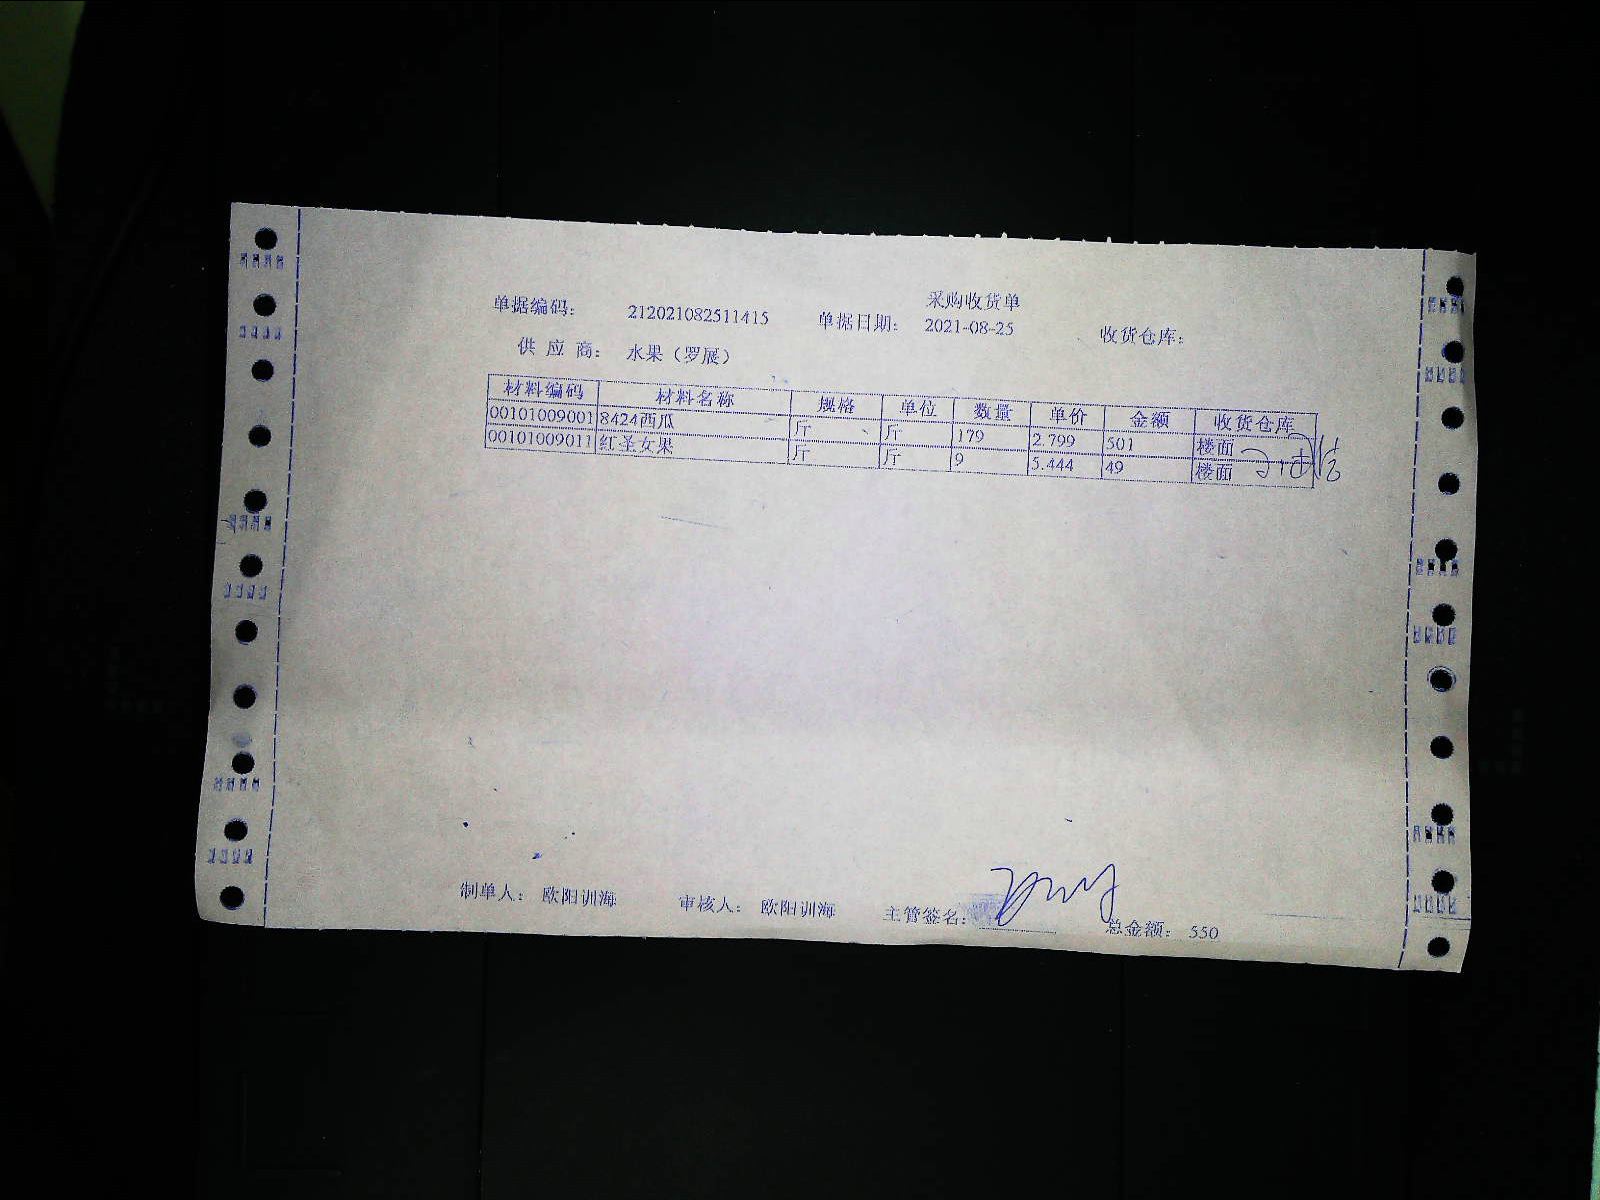 采购收货单
单据编码： 212021082511415 单据日期： 2021-08-25 收货仓库：
供 应 商： 水果（罗展）
材料编码 材料名称 规格 单位 数量 单价 金额 收货仓库
00101009001 8424西瓜 斤 斤 179 2.799 501 楼面
00101009011 红圣女果 斤 斤 9 5.444 49 楼面
制单人： 欧阳训海 审核人： 欧阳训海 主管签名： 总金额： 550